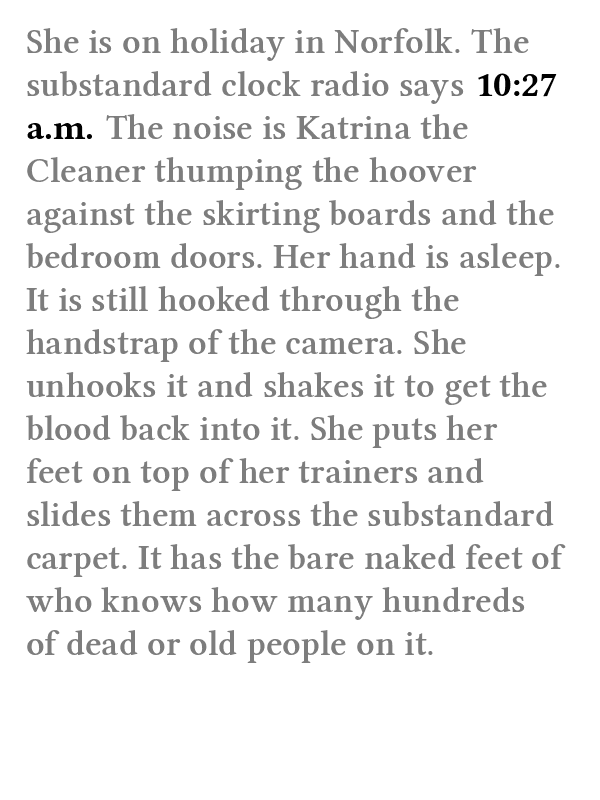 She is on holiday in Norfolk. The
substandard clock radio says 10:27
a.m. The noise is Katrina the
Cleaner thumping the hoover
against the skirting boards and the
bedroom doors. Her hand is asleep.
It is still hooked through the
handstrap of the camera. She
unhooks it and shakes it to get the
blood back into it. She puts her
feet on top of her trainers and
slides them across the substandard
carpet. It has the bare naked feet of
who knows how many hundreds
of dead or old people on it.